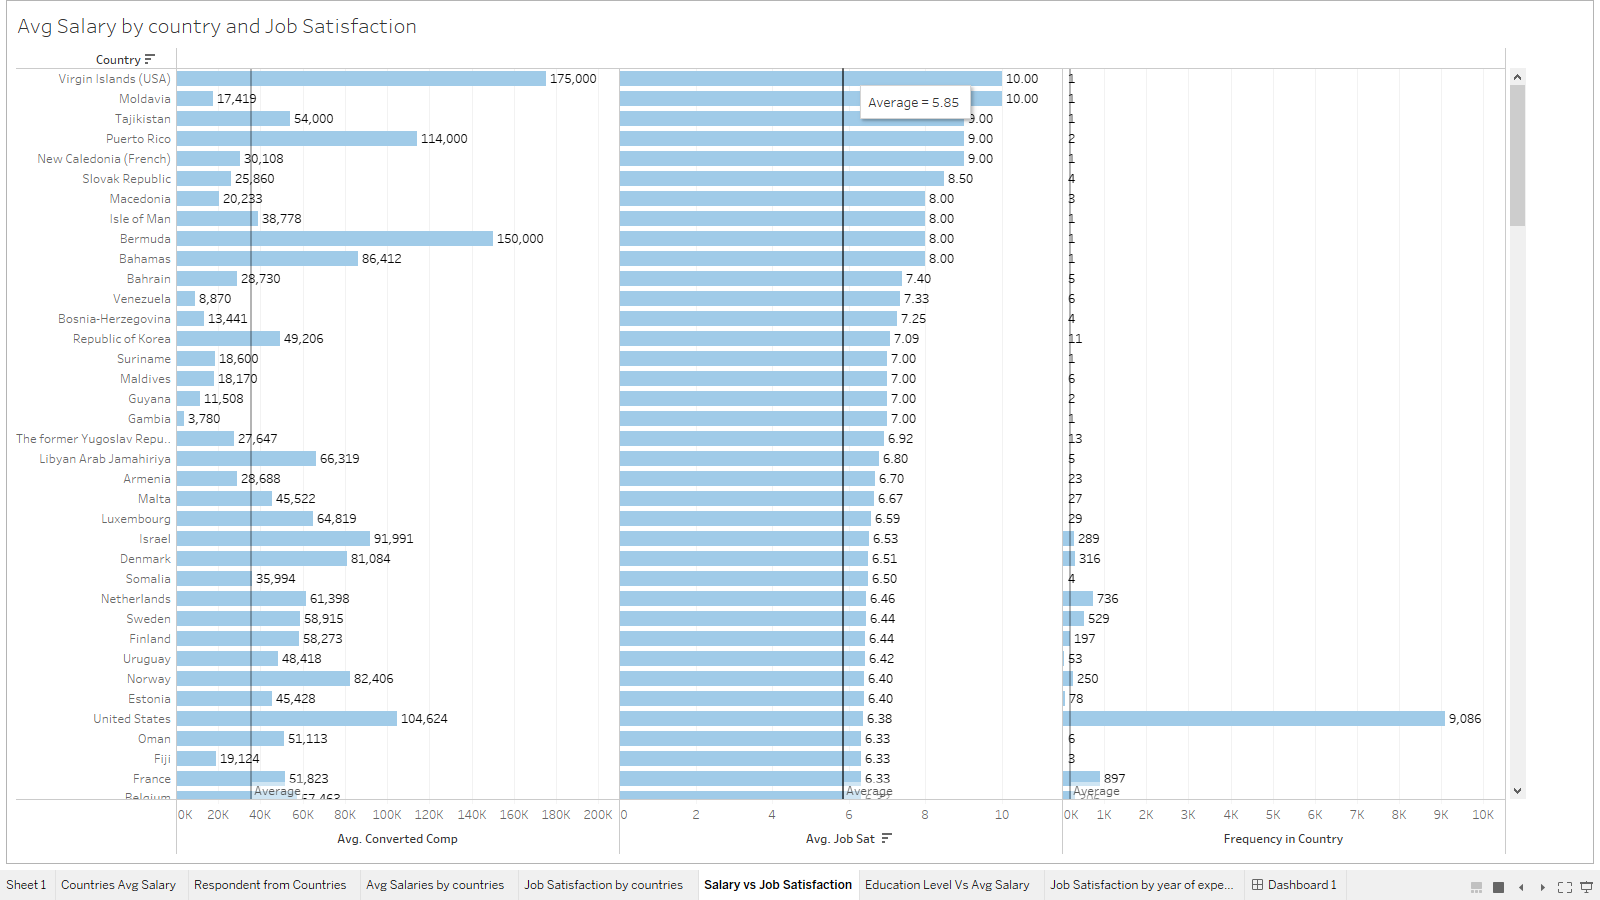 Avg Salary by country and Job Satisfaction
Country
Virgin Islands (USA) 175,000 10.00 1
Moldavia 17,419 10.00 1
Average = 5.85
Tajikistan 54,000 9.00 1
Puerto Rico 114,000 9.00 2
New Caledonia (French) 30,108 9.00 1
Slovak Republic 25,860 8.50 4
Macedonia 20,233 8.00 3
Isle of Man 38,778 8.00 1
Bermuda 150,000 8.00 1
Bahamas 86,412 8.00 1
Bahrain 28,730 7.40 5
Venezuela 8,870 7.33 6
Bosnia-Herzegovina 13,441 7.25 4
Republic of Korea 49,206 7.09 11
Suriname 18,600 7.00 1
Maldives 18,170 7.00 6
Guyana 11,508 7.00 2
Gambia 3,780 7.00 1
The former Yugoslav Repu.. 27,647 6.92 13
Libyan Arab Jamahiriya 66,319 6.80 5
Armenia 28,688 6.70 23
Malta 45,522 6.67 27
Luxembourg 64,819 6.59 29
Israel 91,991 6.53 289
Denmark 81,084 6.51 316
Somalia 35,994 6.50 4
Netherlands 61,398 6.46 736
Sweden 58,915 6.44 529
Finland 58,273 6.44 197
Uruguay 48,418 6.42 53
Norway 82,406 6.40 250
Estonia 45,428 6.40 78
United States 104,624 6.38 9,086
Oman 51,113 6.33 6
Fiji 19,124 6.33 3
France 51,823 6.33 897
Belgium
Average Average Average
0K 20K 40K 60K 80K 100K 120K 140K 160K 180K 200K 0 2 4 6 8 10 0K 1K 2K 3K 4K 5K 6K 7K 8K 9K 10K
Avg. Converted Comp Avg. Job Sat Frequency in Country
Sheet 1 Countries Avg Salary Respondent from Countries Avg Salaries by countries Job Satisfaction by countries Salary vs Job Satisfaction Education Level Vs Avg Salary Job Satisfaction by year of expe... Dashboard 1